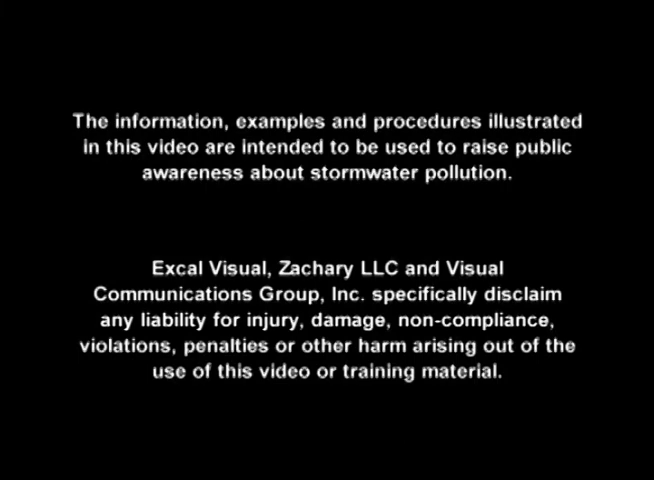 The information, examples and procedures illustrated
in this video are intended to be used to raise public
awareness about stormwater pollution.
Excal Visual, Zachary LLC and Visual
Communications Group, Inc. specifically disclaim
any liability for injury, damage, non-compliance,
violations, penalties or other harm arising out of the
use of this video or training material.